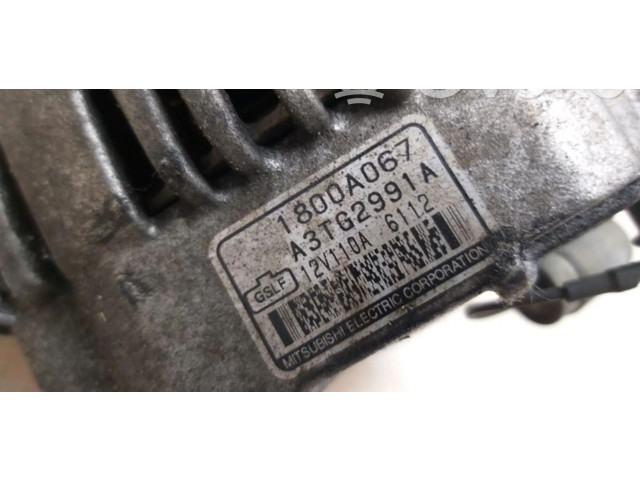 1800A067
A3TG2991A
12V110A 6112
GSLF
MITSUBISHI ELECTRIC CORPORATION